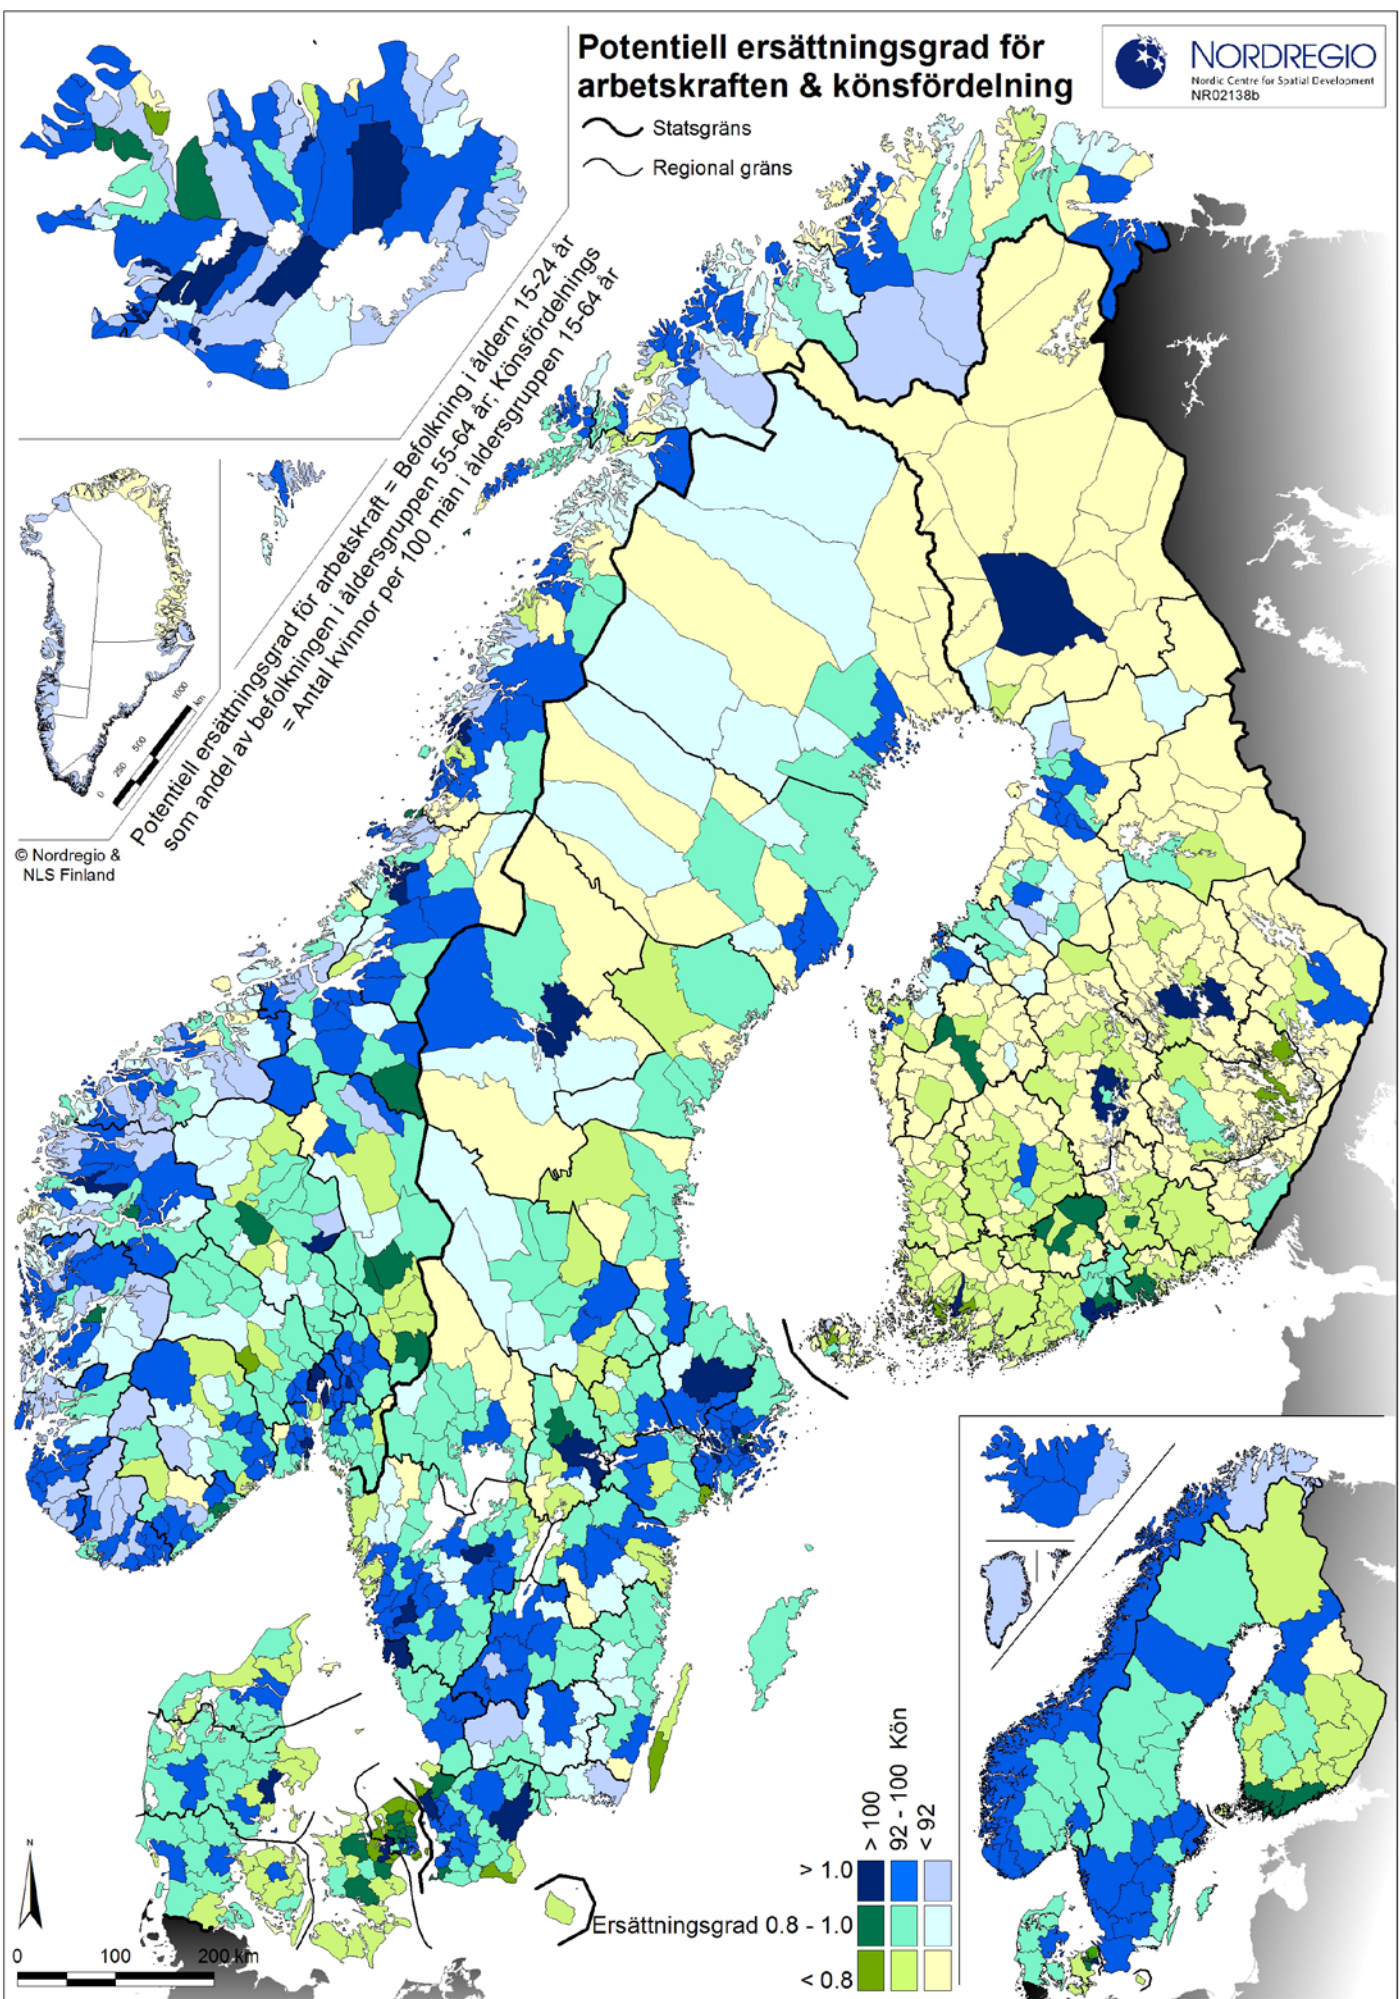 Potentiell ersättningsgrad för
arbetskraften & könsfördelning
NORDREGIO
Nordic Centre for Spatial Development
NR02138b
Statsgräns
Regional gräns
Potentiell ersättningsgrad för arbetskraft = Befolkning i åldern 15-24 år
som andel av befolkningen i åldersgruppen 55-64 år, Könsfördelnings
= Antal kvinnor per 100 män i åldersgruppen 15-64 år
0 250 500 1000
km
© Nordregio &
NLS Finland
> 100
92 - 100 Kön
< 92
> 1.0
Ersättningsgrad 0.8 - 1.0
< 0.8
N
0 100 200 km